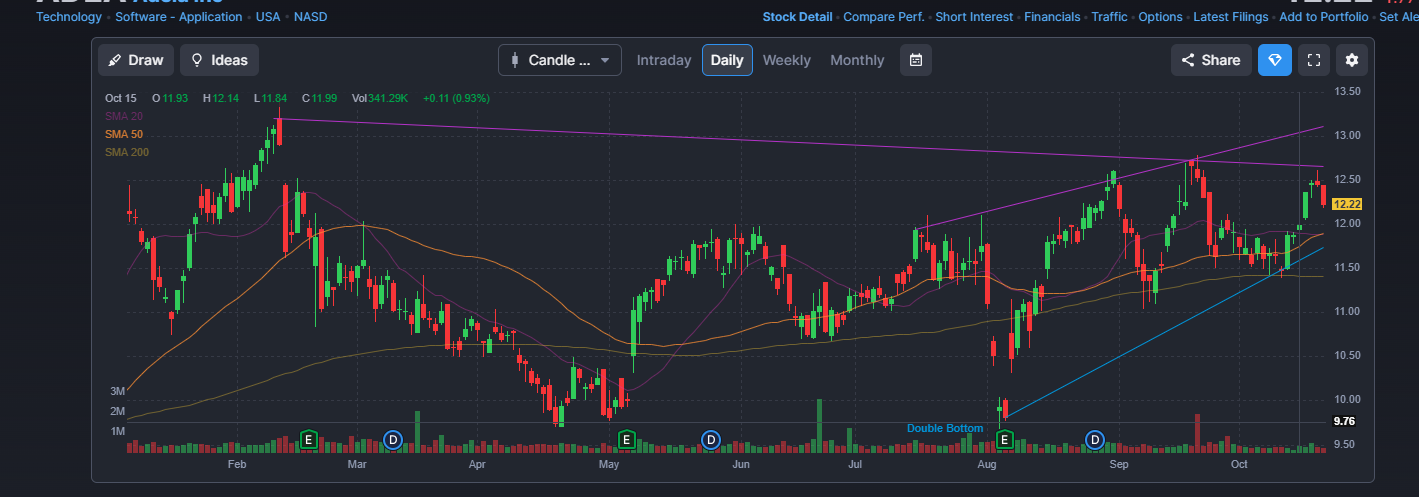 Technology • Software - Application • USA • NASD
Stock Detail • Compare Perf. • Short Interest • Financials • Traffic • Options • Latest Filings • Add to Portfolio • Set Ale
Draw Ideas Candle ... Intraday Daily Weekly Monthly Share
Oct 15 O 11.93 H 12.14 L 11.84 C 11.99 Vol 341.29K +0.11 (0.93%)
SMA 20
SMA 50
SMA 200
13.50
13.00
12.50
12.22
12.00
11.50
11.00
10.50
10.00
9.76
9.50
3M
2M
1M
Double Bottom
E D E D E D
Feb Mar Apr May Jun Jul Aug Sep Oct